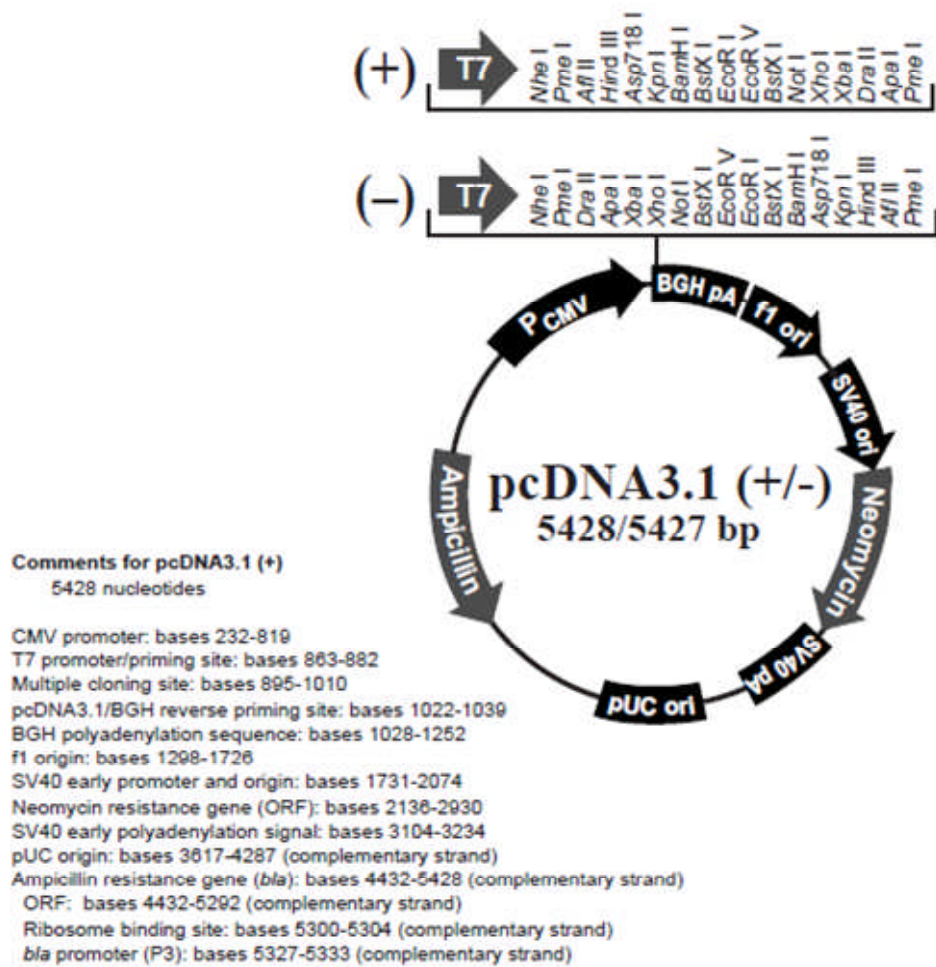 (+) T7 Nhe I Pme I Afl II Hind III Asp718 I Kpn I BamH I BstX I EcoR I EcoR V BstX I Not I Xho I Xba I Dra II Apa I Pme I
(–) T7 Nhe I Pme I Dra II Apa I Xba I Xho I Not I BstX I EcoR V EcoR I BstX I BamH I Asp718 I Kpn I Hind III Afl II Pme I
P CMV
BGH pA
f1 ori
SV40 ori
Neomycin
SV40 pA
pUC ori
Ampicillin
pcDNA3.1 (+/-)
5428/5427 bp
Comments for pcDNA3.1 (+)
5428 nucleotides
CMV promoter: bases 232-819
T7 promoter/priming site: bases 863-882
Multiple cloning site: bases 895-1010
pcDNA3.1/BGH reverse priming site: bases 1022-1039
BGH polyadenylation sequence: bases 1028-1252
f1 origin: bases 1298-1726
SV40 early promoter and origin: bases 1731-2074
Neomycin resistance gene (ORF): bases 2136-2930
SV40 early polyadenylation signal: bases 3104-3234
pUC origin: bases 3617-4287 (complementary strand)
Ampicillin resistance gene (bla): bases 4432-5428 (complementary strand)
ORF: bases 4432-5292 (complementary strand)
Ribosome binding site: bases 5300-5304 (complementary strand)
bla promoter (P3): bases 5327-5333 (complementary strand)